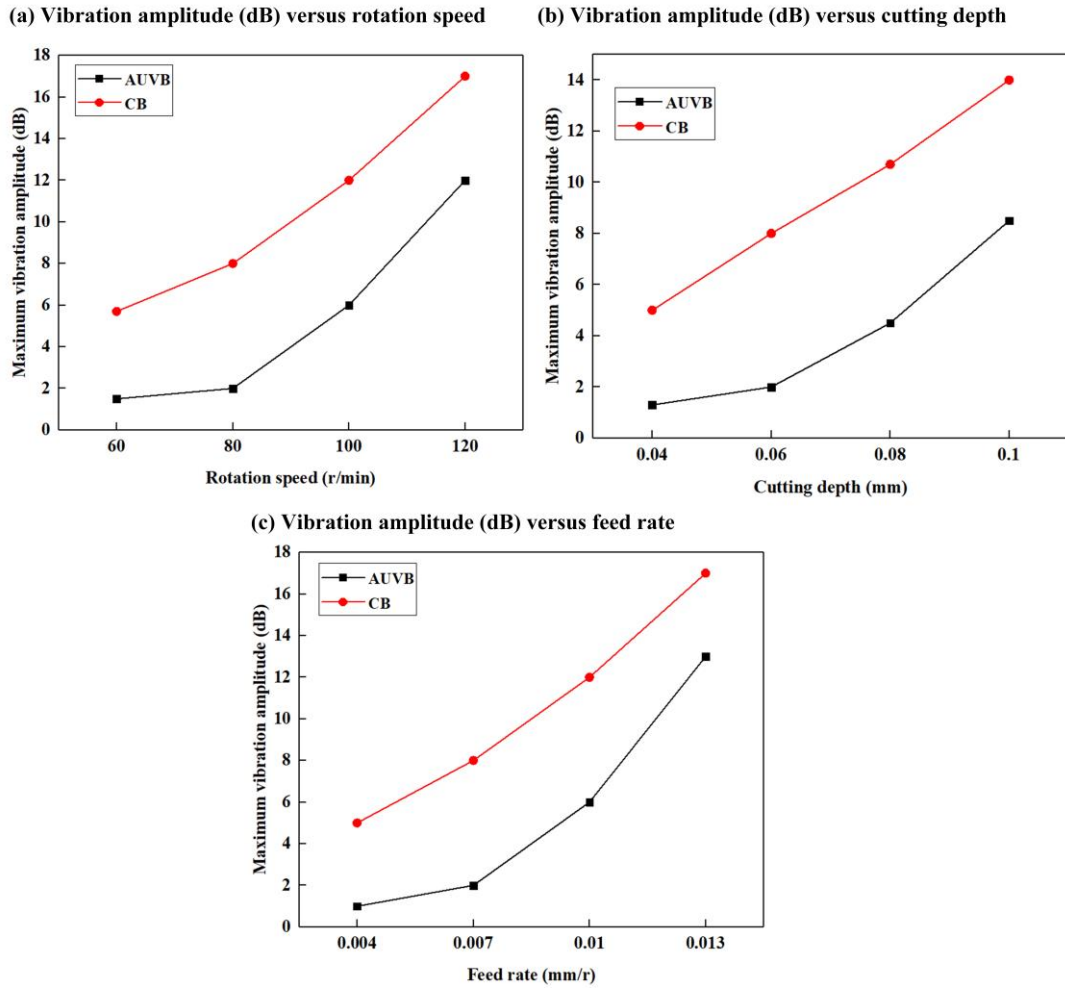 (a) Vibration amplitude (dB) versus rotation speed
18
16
14
12
10
8
6
4
2
0
Maximum vibration amplitude (dB)
AUVB
CB
60 80 100 120
Rotation speed (r/min)
(b) Vibration amplitude (dB) versus cutting depth
14
12
10
8
6
4
2
0
Maximum vibration amplitude (dB)
AUVB
CB
0.04 0.06 0.08 0.1
Cutting depth (mm)
(c) Vibration amplitude (dB) versus feed rate
18
16
14
12
10
8
6
4
2
0
Maximum vibration amplitude (dB)
AUVB
CB
0.004 0.007 0.01 0.013
Feed rate (mm/r)